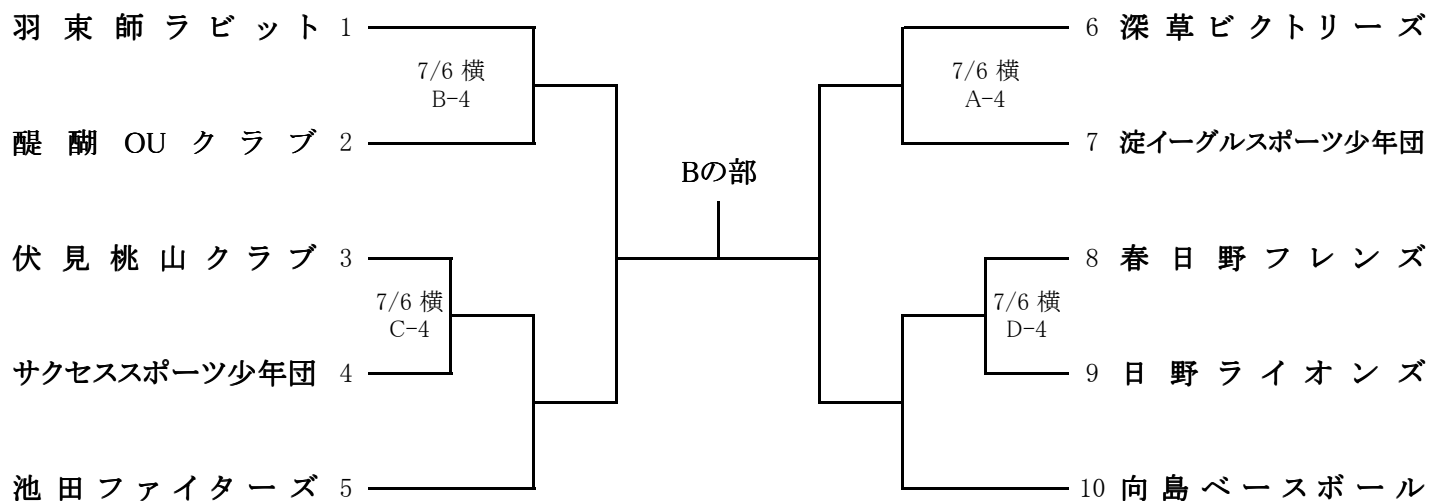 羽束師ラビット 1
7/6 横
B-4
醍醐OUクラブ 2
伏見桃山クラブ 3
7/6 横
C-4
サクセススポーツ少年団 4
池田ファイターズ 5
Bの部
6 深草ビクトリーズ
7/6 横
A-4
7 淀イーグルスポーツ少年団
8 春日野フレンズ
7/6 横
D-4
9 日野ライオンズ
10 向島ベースボール